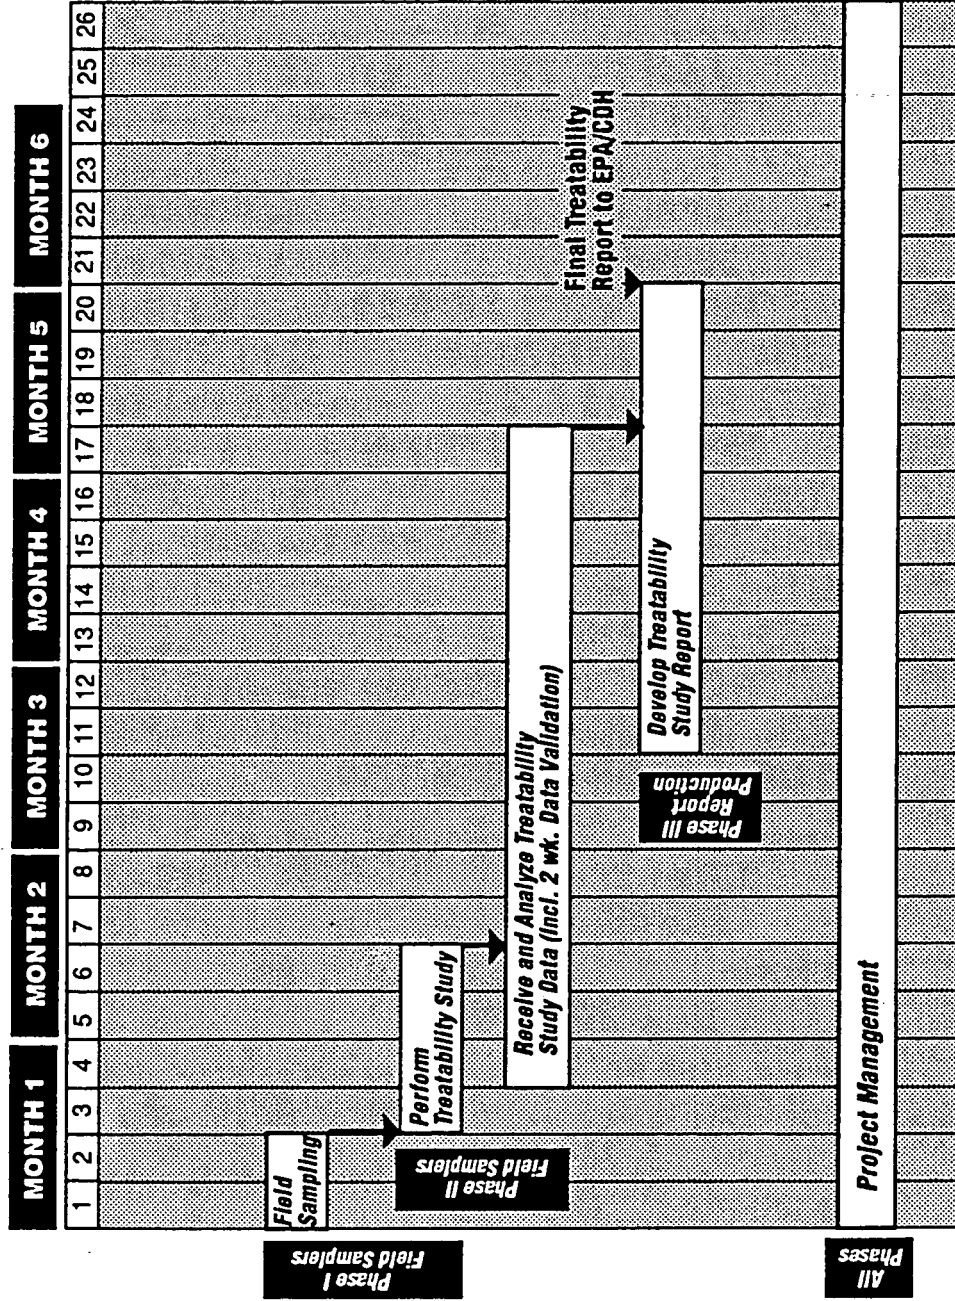 MONTH 1 MONTH 2 MONTH 3 MONTH 4 MONTH 5 MONTH 6
1 2 3 4 5 6 7 8 9 10 11 12 13 14 15 16 17 18 19 20 21 22 23 24 25 26
Phase I
Field Samplers
Field
Sampling
Phase II
Field Samplers
Perform
Treatability Study
Receive and Analyze Treatability
Study Data (Incl. 2 wk. Data Validation)
Final Treatability
Report to EPA/CDH
Phase III
Report
Production
Develop Treatability
Study Report
All
Phases
Project Management